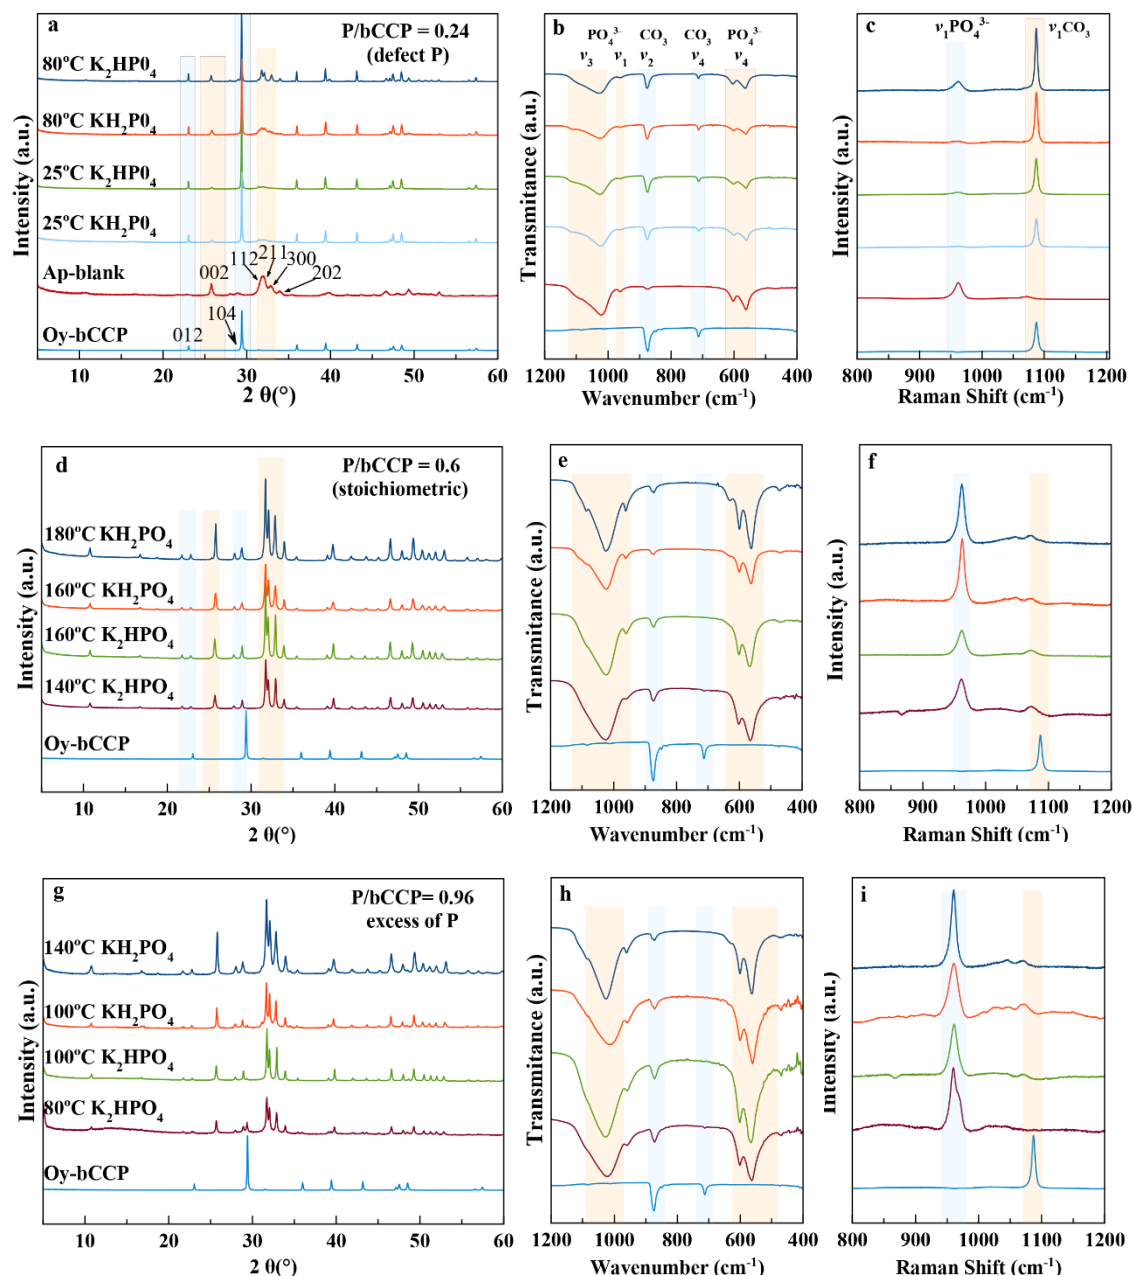 a
P/bCCP = 0.24
(defect P)
80ºC K₂HP0₄
80ºC KH₂P0₄
25ºC K₂HP0₄
25ºC KH₂P0₄
Ap-blank
Oy-bCCP
002
112
211
300
202
104
012
Intensity (a.u.)
10 20 30 40 50 60
2 θ(°)
b
PO₄³⁻ CO₃ CO₃ PO₄³⁻
ν₃ ν₁ ν₂ ν₄ ν₄
Transmitance (a.u.)
1200 1000 800 600 400
Wavenumber (cm⁻¹)
c
ν₁PO₄³⁻ ν₁CO₃
Intensity (a.u.)
800 900 1000 1100 1200
Raman Shift (cm⁻¹)
d
P/bCCP = 0.6
(stoichiometric)
180ºC KH₂PO₄
160ºC KH₂PO₄
160ºC K₂HPO₄
140ºC K₂HPO₄
Oy-bCCP
Intensity (a.u.)
10 20 30 40 50 60
2 θ(°)
e
Transmitance (a.u.)
1200 1000 800 600 400
Wavenumber (cm⁻¹)
f
Intensity (a.u.)
800 900 1000 1100 1200
Raman Shift (cm⁻¹)
g
P/bCCP= 0.96
excess of P
140ºC KH₂PO₄
100ºC KH₂PO₄
100ºC K₂HPO₄
80ºC K₂HPO₄
Oy-bCCP
Intensity (a.u.)
10 20 30 40 50 60
2 θ(°)
h
Transmitance (a.u.)
1200 1000 800 600 400
Wavenumber (cm⁻¹)
i
Intensity (a.u.)
800 900 1000 1100 1200
Raman Shift (cm⁻¹)